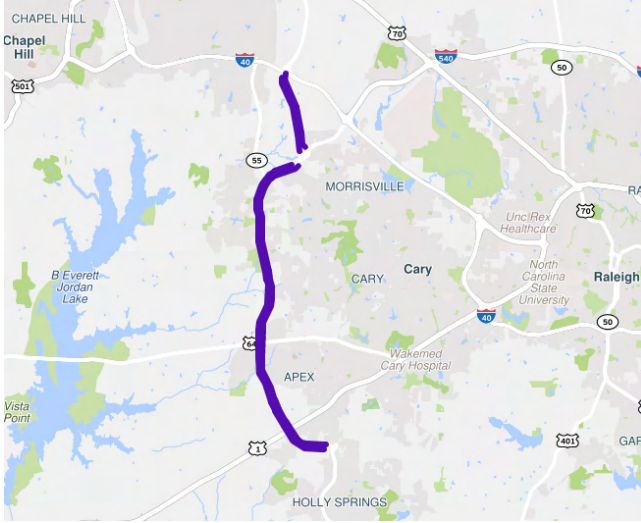 CHAPEL HILL
Chapel
Hill
501
40
70
540
50
55
MORRISVILLE
RA
70
Unc Rex
Healthcare
CARY
Cary
North
Carolina
State
University
Raleigh
B Everett
Jordan
Lake
40
50
64
Wakemed
Cary Hospital
APEX
Vista
Point
1
401
GAR
HOLLY SPRINGS